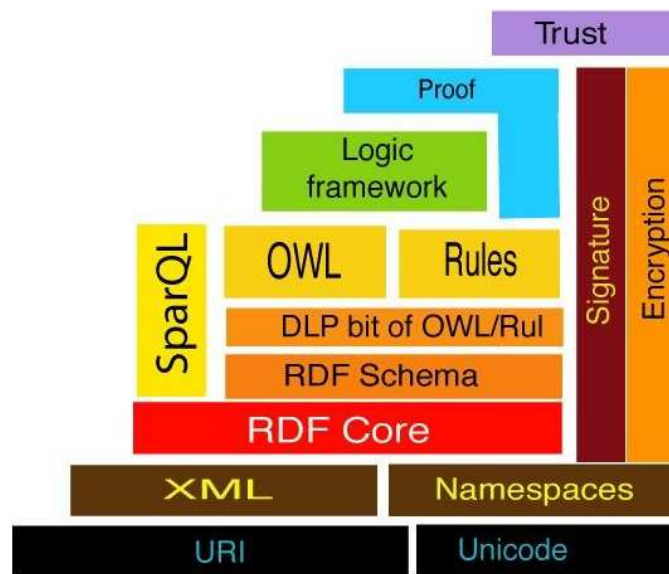 Trust
Proof
Logic
framework
Signature
Encryption
SparQL
OWL
Rules
DLP bit of OWL/Rul
RDF Schema
RDF Core
XML
Namespaces
URI
Unicode